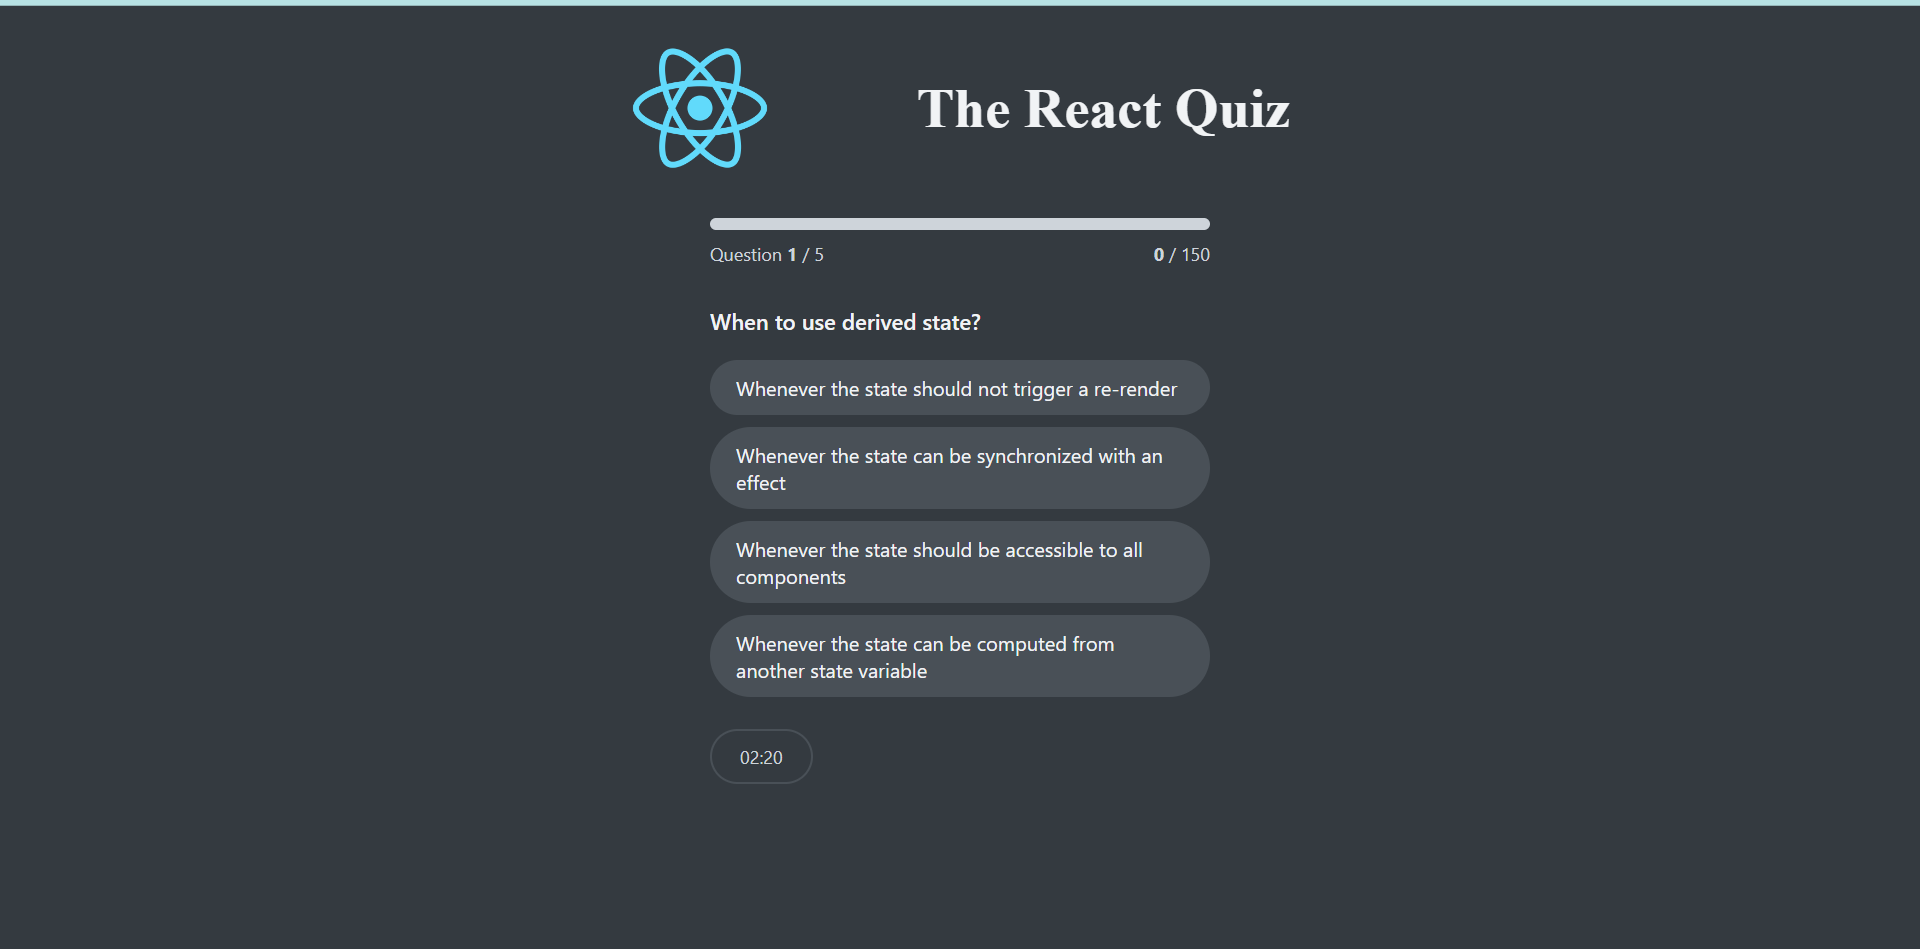 The React Quiz
Question 1 / 5
0 / 150
When to use derived state?
Whenever the state should not trigger a re-render
Whenever the state can be synchronized with an
effect
Whenever the state should be accessible to all
components
Whenever the state can be computed from
another state variable
02:20